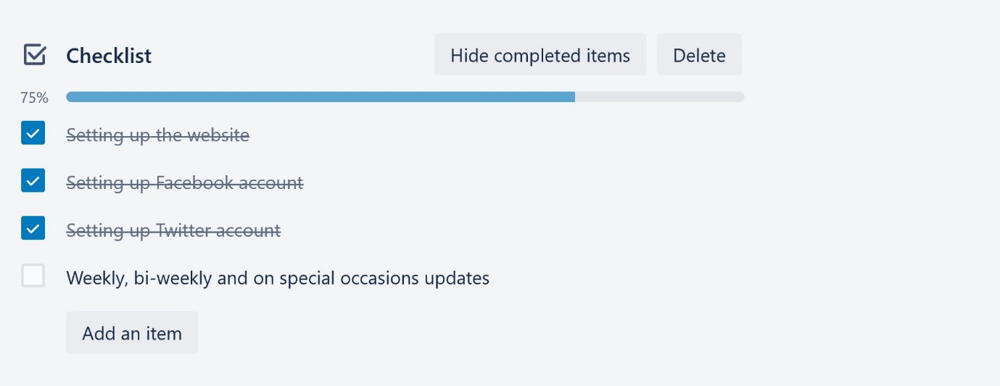 Checklist
Hide completed items
Delete
75%
Setting up the website
Setting up Facebook account
Setting up Twitter account
Weekly, bi-weekly and on special occasions updates
Add an item